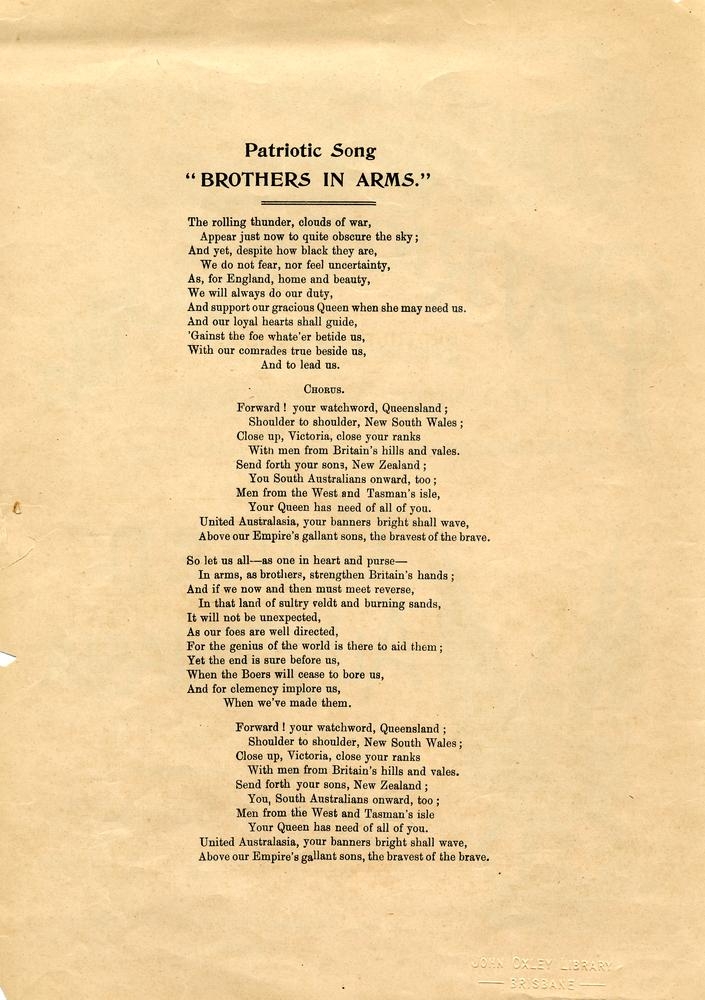 Patriotic Song
"BROTHERS IN ARMS."
The rolling thunder, clouds of war,
Appear just now to quite obscure the sky;
And yet, despite how black they are,
We do not fear, nor feel uncertainty,
As, for England, home and beauty,
We will always do our duty,
And support our gracious Queen when she may need us.
And our loyal hearts shall guide,
'Gainst the foe whate'er betide us,
With our comrades true beside us,
And to lead us.
CHORUS.
Forward! your watchword, Queensland;
Shoulder to shoulder, New South Wales;
Close up, Victoria, close your ranks
With men from Britain's hills and vales.
Send forth your sons, New Zealand;
You South Australians onward, too;
Men from the West and Tasman's isle,
Your Queen has need of all of you.
United Australasia, your banners bright shall wave,
Above our Empire's gallant sons, the bravest of the brave.
So let us all—as one in heart and purse—
In arms, as brothers, strengthen Britain's hands;
And if we now and then must meet reverse,
In that land of sultry veldt and burning sands,
It will not be unexpected,
As our foes are well directed,
For the genius of the world is there to aid them;
Yet the end is sure before us,
When the Boers will cease to bore us,
And for clemency implore us,
When we've made them.
Forward! your watchword, Queensland;
Shoulder to shoulder, New South Wales;
Close up, Victoria, close your ranks
With men from Britain's hills and vales.
Send forth your sons, New Zealand;
You, South Australians onward, too;
Men from the West and Tasman's isle
Your Queen has need of all of you.
United Australasia, your banners bright shall wave,
Above our Empire's gallant sons, the bravest of the brave.
JOHN OXLEY LIBRARY
— BRISBANE —